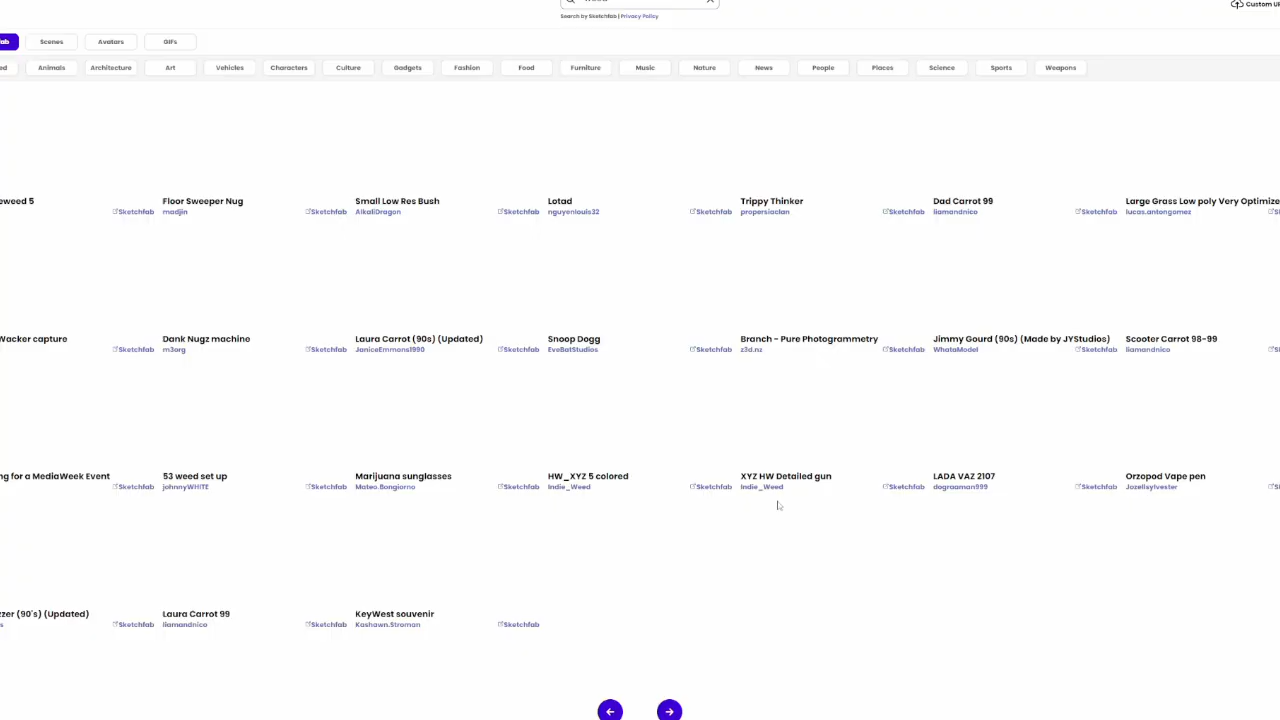 Custom UR
Search by Sketchfab | Privacy Policy
ab Scenes Avatars GIFs
ed Animals Architecture Art Vehicles Characters Culture Gadgets Fashion Food Furniture Music Nature News People Places Science Sports Weapons
eweed 5 Floor Sweeper Nug Small Low Res Bush Lotad Trippy Thinker Dad Carrot 99 Large Grass Low poly Very Optimize
Sketchfab madjin Sketchfab AlkaliDragon Sketchfab nguyenlouis32 Sketchfab propersiaclan Sketchfab liamandnico Sketchfab lucas.antongomez
Wacker capture Dank Nugz machine Laura Carrot (90s) (Updated) Snoop Dogg Branch - Pure Photogrammetry Jimmy Gourd (90s) (Made by JYStudios) Scooter Carrot 98-99
Sketchfab m3org Sketchfab JaniceEmmons1990 Sketchfab EveBatStudios Sketchfab z3d.nz Sketchfab WhataModel Sketchfab liamandnico
ng for a MediaWeek Event 53 weed set up Marijuana sunglasses HW_XYZ 5 colored XYZ HW Detailed gun LADA VAZ 2107 Orzopod Vape pen
Sketchfab johnnyWHITE Sketchfab Mateo.Bongiorno Sketchfab Indie_Weed Sketchfab Indie_Weed Sketchfab dograaman999 Sketchfab Jozellsylvester
zzer (90's) (Updated) Laura Carrot 99 KeyWest souvenir
s Sketchfab liamandnico Sketchfab Kashawn.Stroman Sketchfab